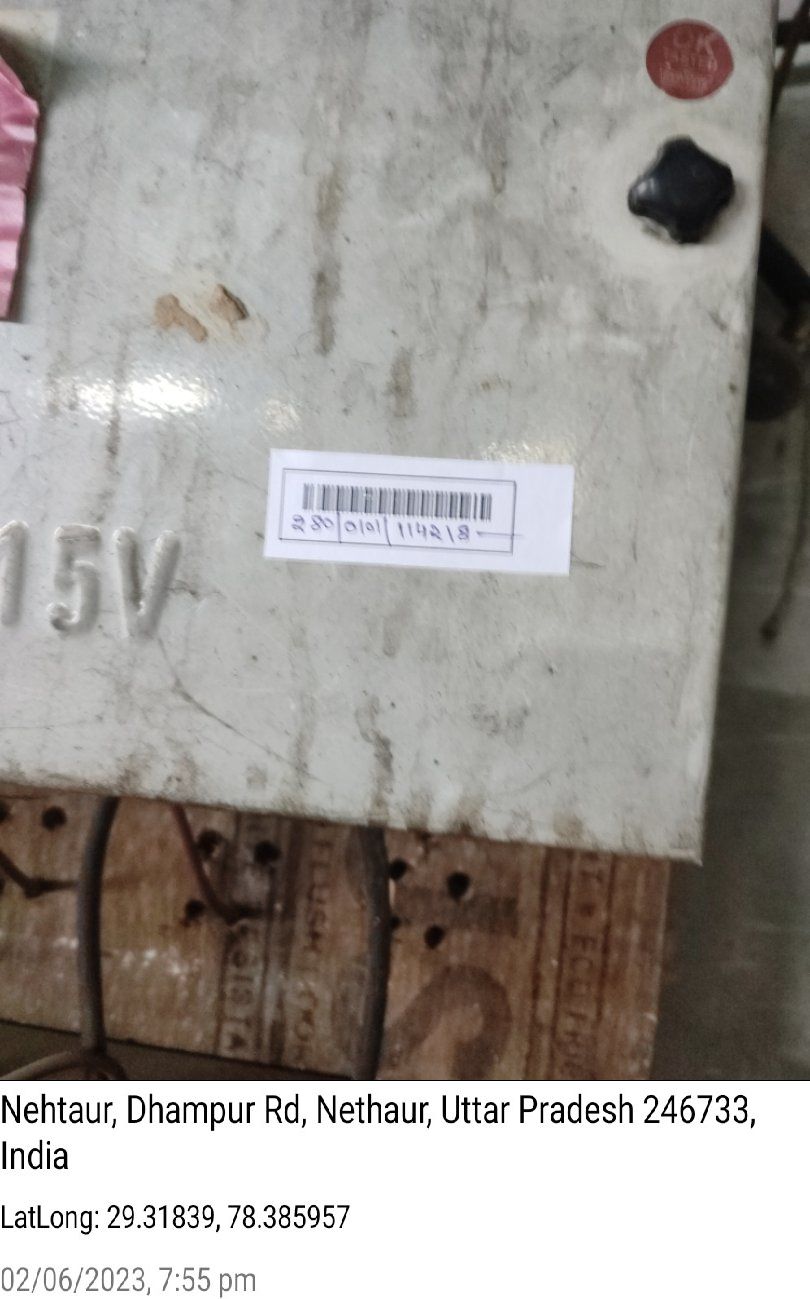 OK
TESTED
280/0101/114218
15V
Nehtaur, Dhampur Rd, Nethaur, Uttar Pradesh 246733,
India
LatLong: 29.31839, 78.385957
02/06/2023, 7:55 pm